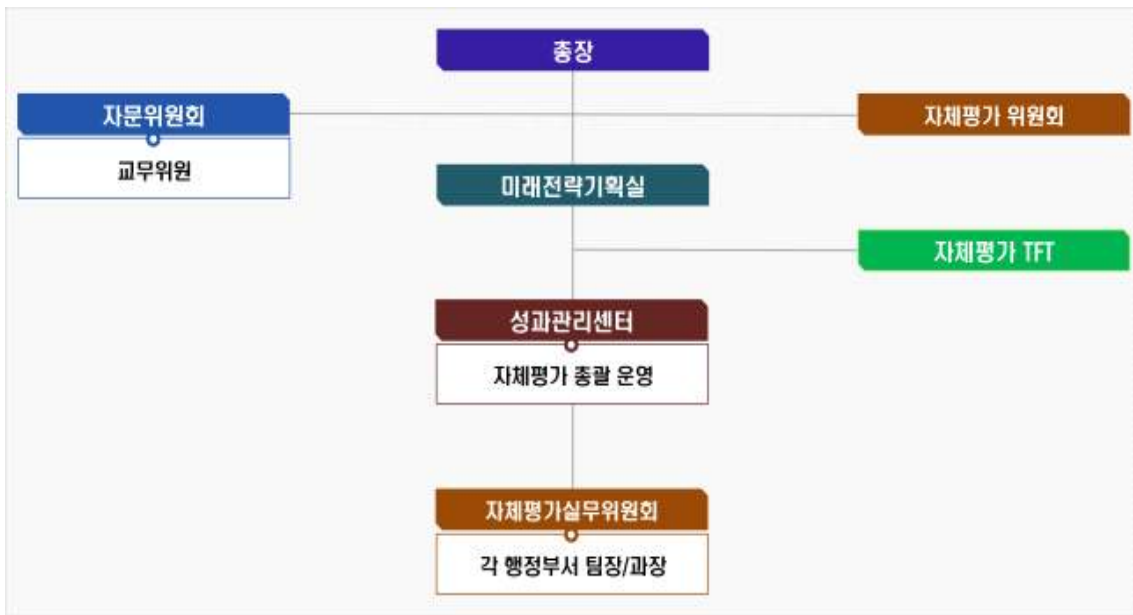 총장
자문위원회
자체평가 위원회
교무위원
미래전략기획실
자체평가 TFT
성과관리센터
자체평가 총괄 운영
자체평가실무위원회
각 행정부서 팀장/과장